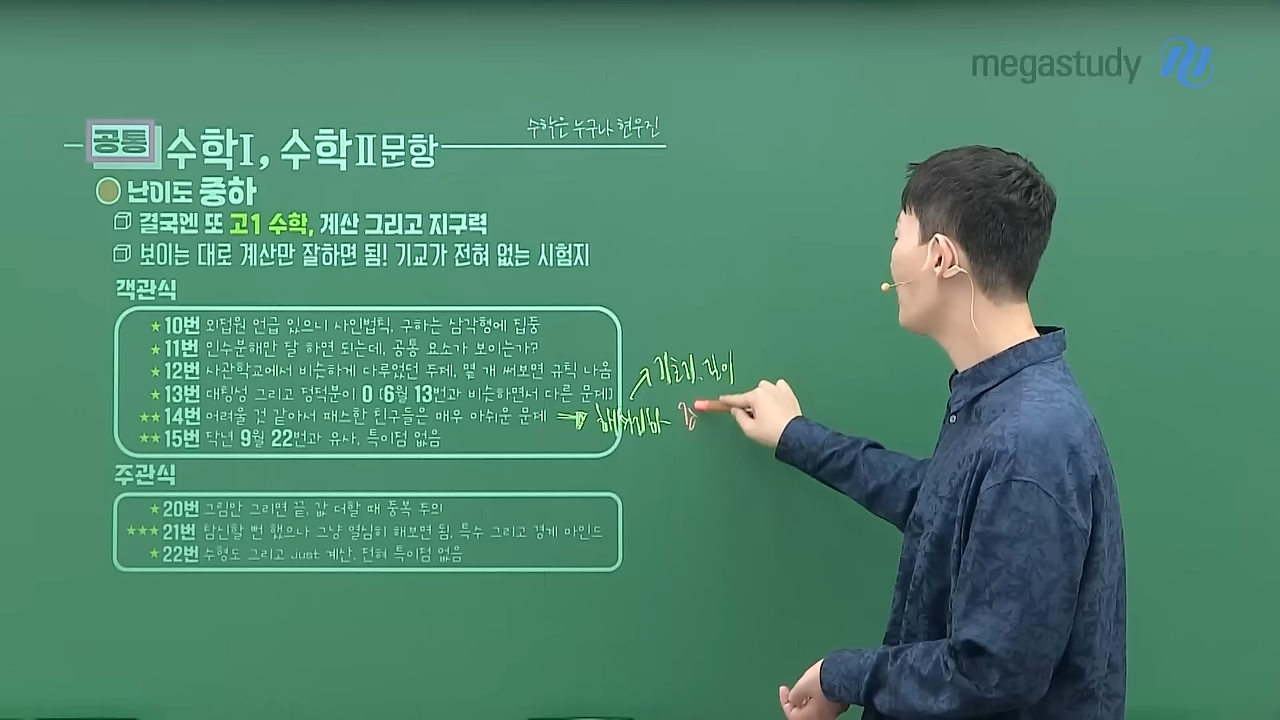 megastudy
수학은 누구나 현우진
공통 수학Ⅰ, 수학Ⅱ문항
난이도 중하
결국엔 또 고1 수학, 계산 그리고 지구력
보이는 대로 계산만 잘하면 됨! 기교가 전혀 없는 시험지
객관식
★10번 외접원 언급 있으니 사인법칙, 구하는 삼각형에 집중
★11번 인수분해만 잘 하면 되는데, 공통 요소가 보이는가?
★12번 사관학교에서 비슷하게 다루었던 주제, 몇 개 써보면 규칙 나옴
★13번 대칭성 그리고 정적분이 0 (6월 13번과 비슷하면서 다른 문제)
★★14번 어려울 것 같아서 패스한 친구들은 매우 아쉬운 문제
★★15번 작년 9월 22번과 유사, 특이점 없음
주관식
★20번 그림만 그리면 끝, 값 더할 때 중복 주의
★★★21번 참신할 뻔 했으나 그냥 열심히 해보면 됨, 특수 그리고 경계 마인드
★22번 수형도 그리고 just 계산, 전혀 특이점 없음